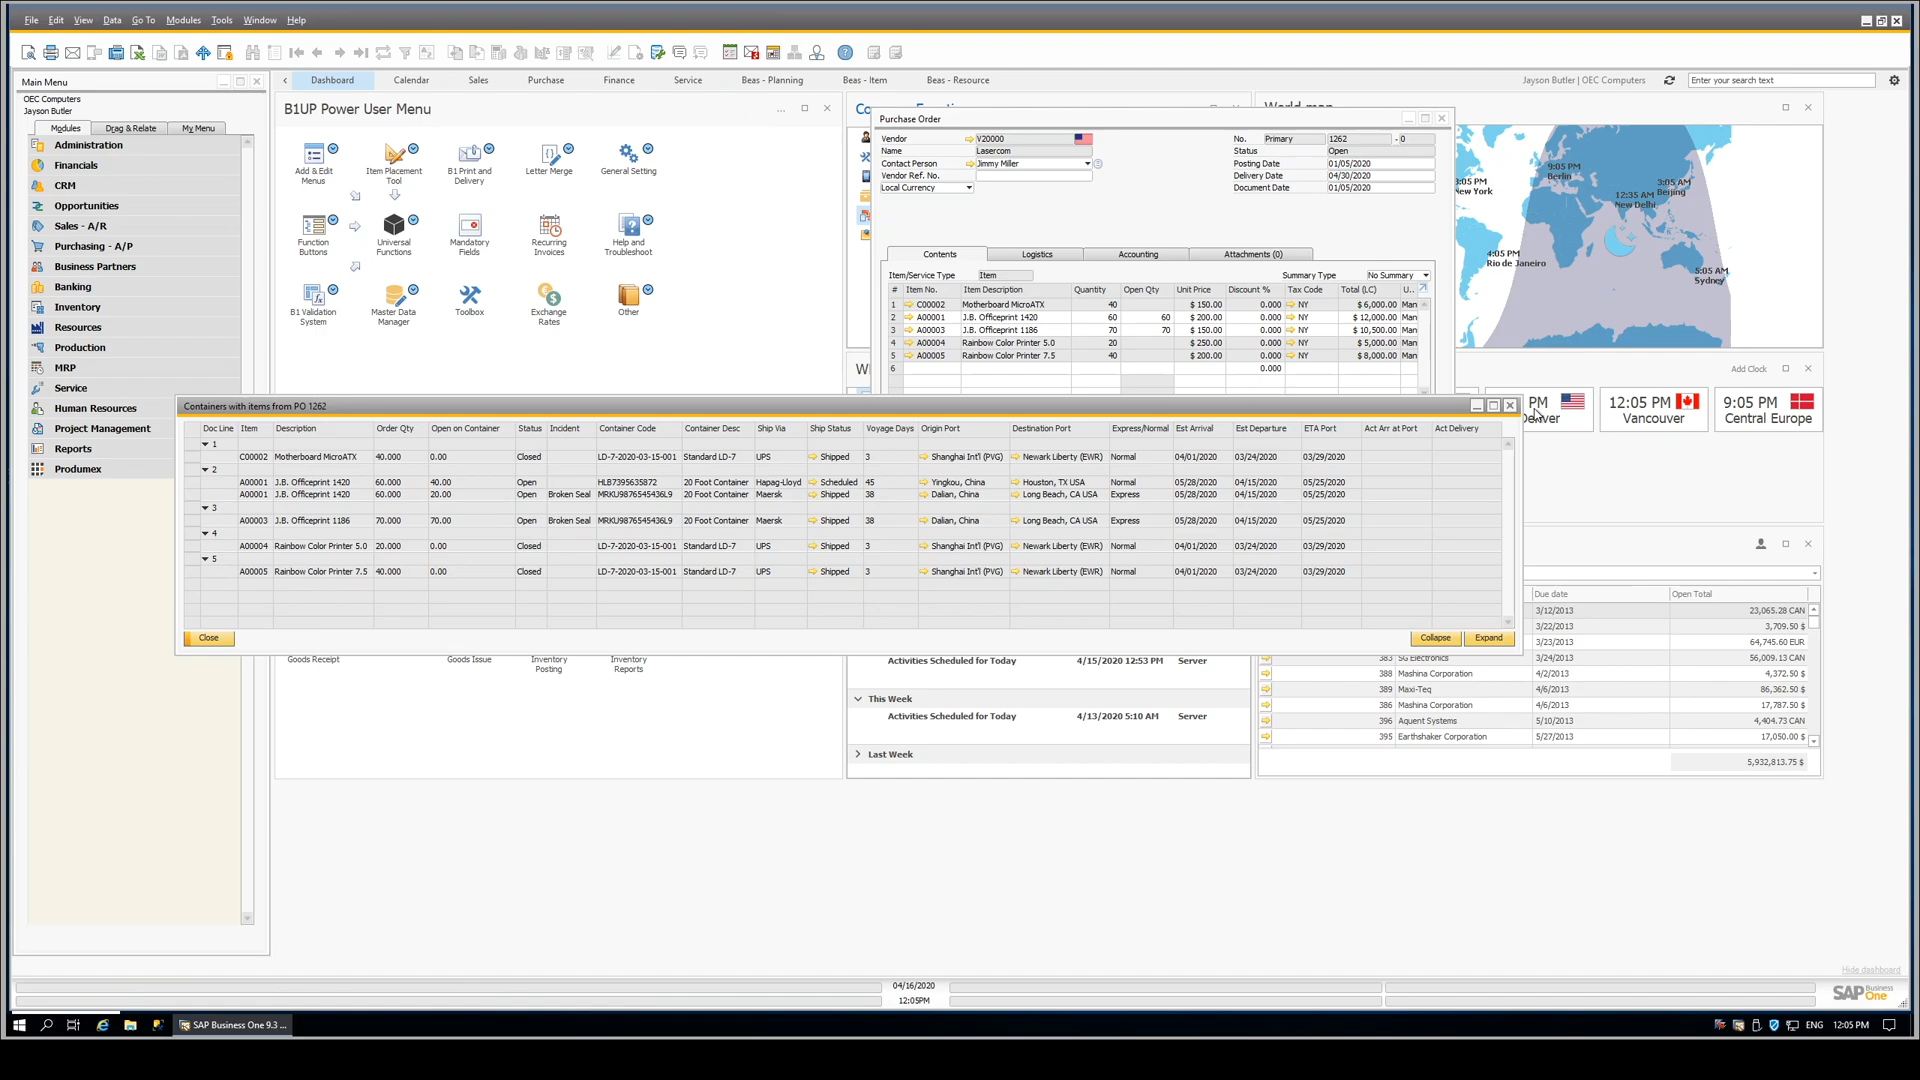 File Edit View Data Go To Modules Tools Window Help
Main Menu
OEC Computers
Jayson Butler
Modules Drag & Relate My Menu
Administration
Financials
CRM
Opportunities
Sales - A/R
Purchasing - A/P
Business Partners
Banking
Inventory
Resources
Production
MRP
Service
Human Resources
Project Management
Reports
Produmex
Dashboard Calendar Sales Purchase Finance Service Beas - Planning Beas - Item Beas - Resource
Jayson Butler | OEC Computers
Enter your search text
B1UP Power User Menu
Add & Edit Menus
Item Placement Tool
B1 Print and Delivery
Letter Merge
General Setting
Function Buttons
Universal Functions
Mandatory Fields
Recurring Invoices
Help and Troubleshoot
B1 Validation System
Master Data Manager
Toolbox
Exchange Rates
Other
Goods Receipt
Goods Issue
Inventory Posting
Inventory Reports
Purchase Order
Vendor V20000
Name Lasercom
Contact Person Jimmy Miller
Vendor Ref. No.
Local Currency
No. Primary 1262 - 0
Status Open
Posting Date 01/05/2020
Delivery Date 04/30/2020
Document Date 01/05/2020
Contents Logistics Accounting Attachments (0)
Item/Service Type Item Summary Type No Summary
# Item No. Item Description Quantity Open Qty Unit Price Discount % Tax Code Total (LC) U..
1 C00002 Motherboard MicroATX 40 $ 150.00 0.000 NY $ 6,000.00 Man
2 A00001 J.B. Officeprint 1420 60 60 $ 200.00 0.000 NY $ 12,000.00 Man
3 A00003 J.B. Officeprint 1186 70 70 $ 150.00 0.000 NY $ 10,500.00 Man
4 A00004 Rainbow Color Printer 5.0 20 $ 250.00 0.000 NY $ 5,000.00 Man
5 A00005 Rainbow Color Printer 7.5 40 $ 200.00 0.000 NY $ 8,000.00 Man
6 0.000
World map
New York
9:05 PM
Berlin
12:35 AM
New Delhi
3:05 AM
Beijing
4:05 PM
Rio de Janeiro
5:05 AM
Sydney
Add Clock
PM
Denver
12:05 PM
Vancouver
9:05 PM
Central Europe
Containers with items from PO 1262
Doc Line Item Description Order Qty Open on Container Status Incident Container Code Container Desc Ship Via Ship Status Voyage Days Origin Port Destination Port Express/Normal Est Arrival Est Departure ETA Port Act Arr at Port Act Delivery
1
C00002 Motherboard MicroATX 40.000 0.00 Closed LD-7-2020-03-15-001 Standard LD-7 UPS Shipped 3 Shanghai Int'l (PVG) Newark Liberty (EWR) Normal 04/01/2020 03/24/2020 03/29/2020
2
A00001 J.B. Officeprint 1420 60.000 40.00 Open HLB7395635872 20 Foot Container Hapag-Lloyd Scheduled 45 Yingkou, China Houston, TX USA Normal 05/28/2020 04/15/2020 05/25/2020
A00001 J.B. Officeprint 1420 60.000 20.00 Open Broken Seal MRKU9876545436L9 20 Foot Container Maersk Shipped 38 Dalian, China Long Beach, CA USA Express 05/28/2020 04/15/2020 05/25/2020
3
A00003 J.B. Officeprint 1186 70.000 70.00 Open Broken Seal MRKU9876545436L9 20 Foot Container Maersk Shipped 38 Dalian, China Long Beach, CA USA Express 05/28/2020 04/15/2020 05/25/2020
4
A00004 Rainbow Color Printer 5.0 20.000 0.00 Closed LD-7-2020-03-15-001 Standard LD-7 UPS Shipped 3 Shanghai Int'l (PVG) Newark Liberty (EWR) Normal 04/01/2020 03/24/2020 03/29/2020
5
A00005 Rainbow Color Printer 7.5 40.000 0.00 Closed LD-7-2020-03-15-001 Standard LD-7 UPS Shipped 3 Shanghai Int'l (PVG) Newark Liberty (EWR) Normal 04/01/2020 03/24/2020 03/29/2020
Close Collapse Expand
Activities Scheduled for Today 4/15/2020 12:53 PM Server
This Week
Activities Scheduled for Today 4/13/2020 5:10 AM Server
Last Week
Due date Open Total
3/12/2013 23,065.28 CAN
3/22/2013 3,709.50 $
3/23/2013 64,745.60 EUR
383 SG Electronics 3/24/2013 56,009.13 CAN
388 Mashina Corporation 4/2/2013 4,372.50 $
389 Maxi-Teq 4/6/2013 86,362.50 $
386 Mashina Corporation 4/6/2013 17,787.50 $
396 Aquent Systems 5/10/2013 4,404.73 CAN
395 Earthshaker Corporation 5/27/2013 17,050.00 $
5,932,813.75 $
Hide dashboard
04/16/2020
12:05PM
SAP Business One
SAP Business One 9.3 ...
ENG 12:05 PM